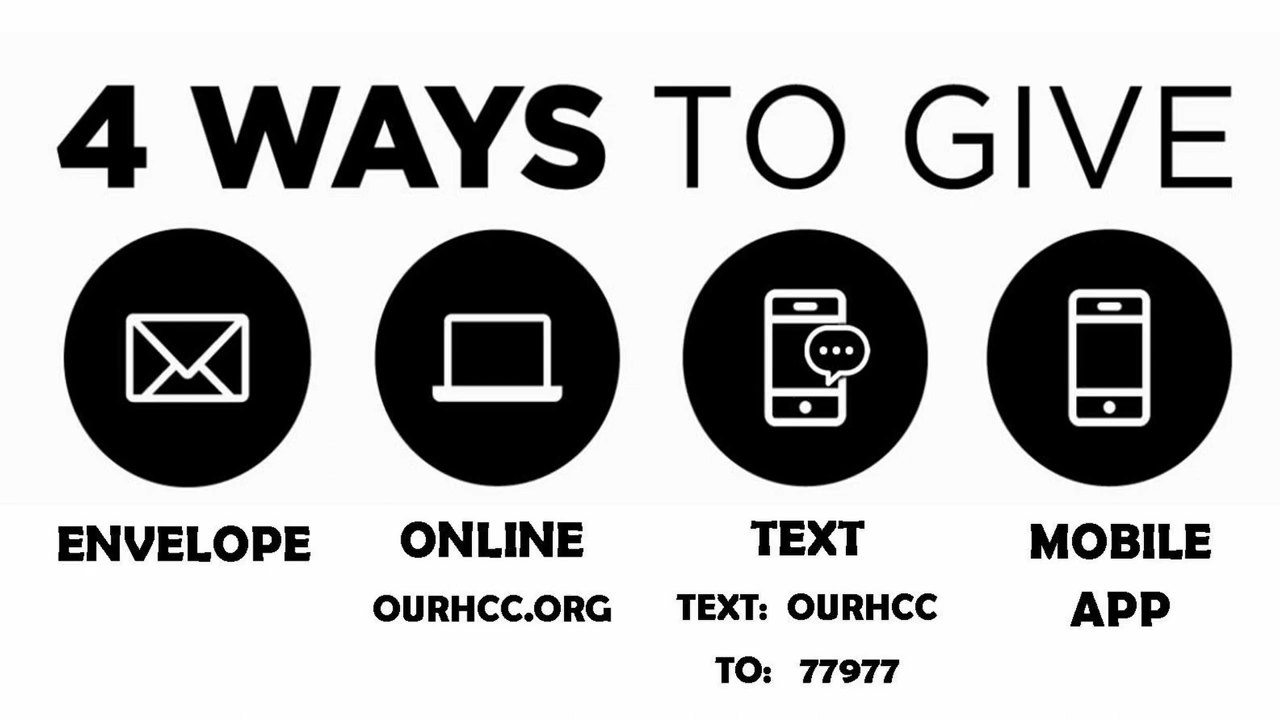 4 WAYS TO GIVE
ENVELOPE
ONLINE
OURHCC.ORG
TEXT
TEXT: OURHCC
TO: 77977
MOBILE
APP